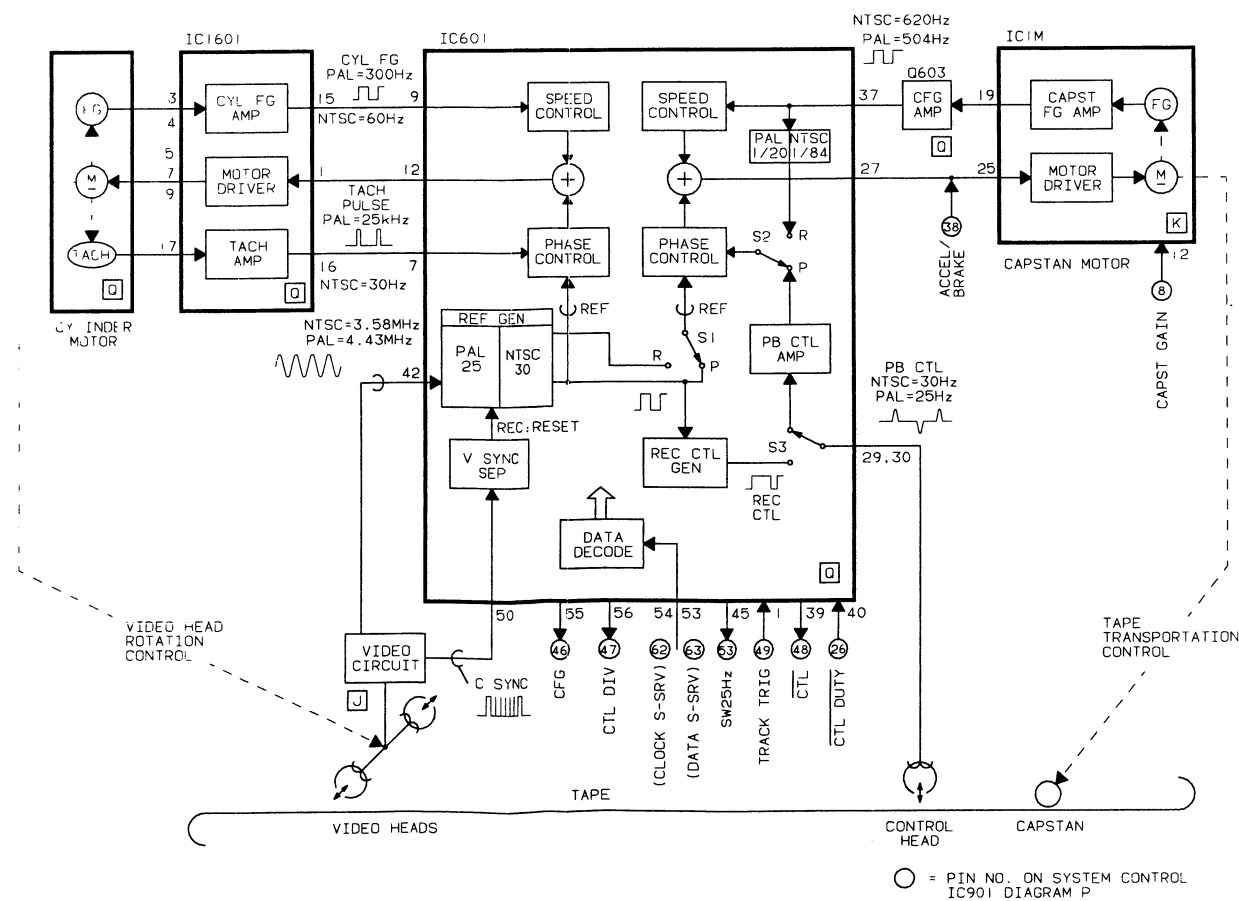 NTSC=620Hz
PAL=504Hz
IC1601
IC601
IC1M
CYL FG
PAL=300Hz
Q603
FG
3
4
CYL FG
AMP
15
9
NTSC=60Hz
SPEED
CONTROL
SPEED
CONTROL
37
CFG
AMP
19
CAPST
FG AMP
FG
PAL NTSC
1/20 1/84
Q
5
7
9
M
MOTOR
DRIVER
1
12
+
+
27
25
MOTOR
DRIVER
M
TACH
PULSE
PAL=25kHz
TACH
17
TACH
AMP
16
7
NTSC=30Hz
PHASE
CONTROL
PHASE
CONTROL
S2
R
P
38
ACCEL/
BRAKE
K
CAPSTAN MOTOR
12
8
CAPST GAIN
Q
Q
MOTOR
REF
REF
NTSC=3.58MHz
PAL=4.43MHz
REF GEN
PAL
25
NTSC
30
S1
R
P
PB CTL
AMP
42
PB CTL
NTSC=30Hz
PAL=25Hz
REC:RESET
V SYNC
SEP
REC CTL
GEN
S3
29.30
REC
CTL
DATA
DECODE
Q
50
55
56
54
53
45
1
39
40
VIDEO HEAD
ROTATION
CONTROL
VIDEO
CIRCUIT
J
C SYNC
46
47
62
63
53
49
48
26
CFG
CTL DIV
(CLOCK S-SRV)
(DATA S-SRV)
SW25Hz
TRACK TRIG
CTL
CTL DUTY
TAPE
TRANSPORTATION
CONTROL
TAPE
VIDEO HEADS
CONTROL
HEAD
CAPSTAN
= PIN NO. ON SYSTEM CONTROL
IC901 DIAGRAM P